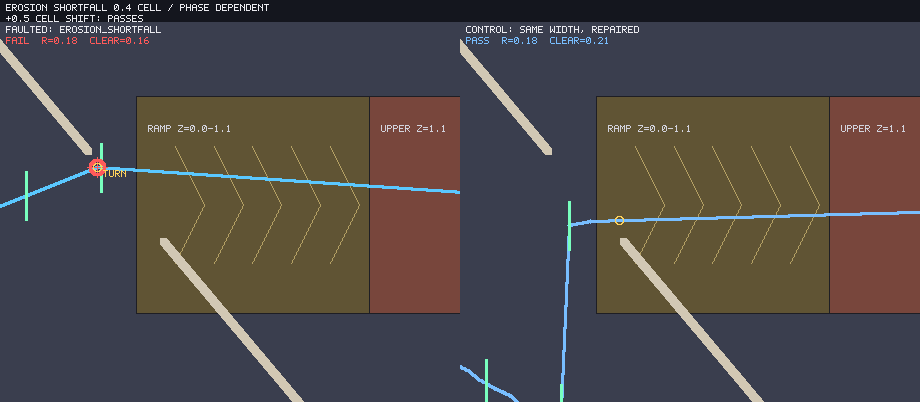 EROSION SHORTFALL 0.4 CELL / PHASE DEPENDENT
+0.5 CELL SHIFT: PASSES
FAULTED: EROSION_SHORTFALL
FAIL R=0.18 CLEAR=0.16
CONTROL: SAME WIDTH, REPAIRED
PASS R=0.18 CLEAR=0.21
RAMP Z=0.0-1.1
UPPER Z=1.1
RAMP Z=0.0-1.1
UPPER Z=1.1
TURN